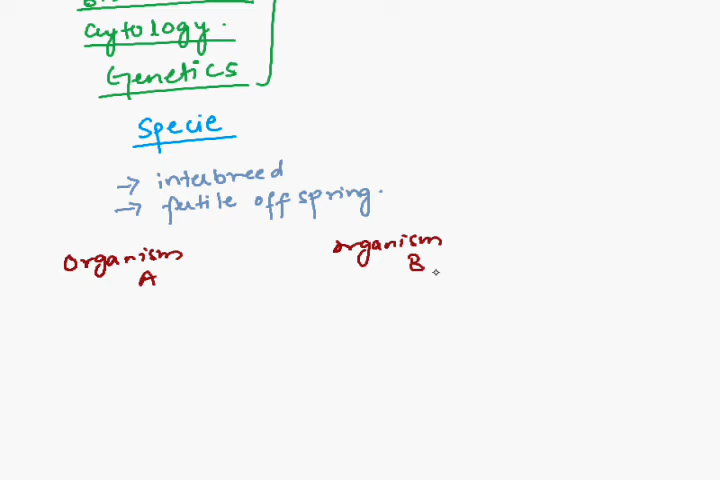 cytology.
Genetics
Specie
→ interbreed
→ fertile off spring.
Organism A
organism B